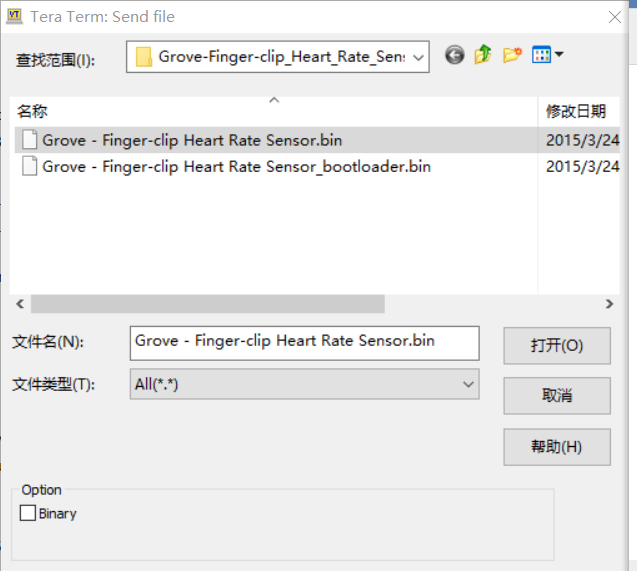 Tera Term: Send file
查找范围(I):
Grove-Finger-clip_Heart_Rate_Sens
名称
修改日期
Grove - Finger-clip Heart Rate Sensor.bin
2015/3/24
Grove - Finger-clip Heart Rate Sensor_bootloader.bin
2015/3/24
文件名(N):
Grove - Finger-clip Heart Rate Sensor.bin
打开(O)
文件类型(T):
All(*.*)
取消
帮助(H)
Option
Binary